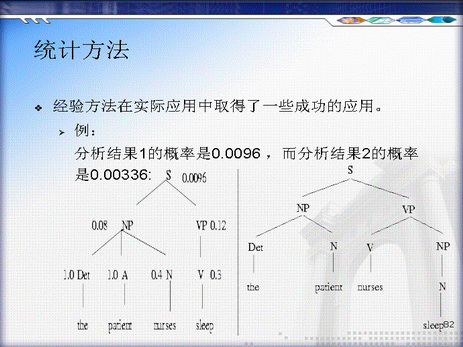 统计方法
经验方法在实际应用中取得了一些成功的应用。
例：
分析结果1的概率是0.0096 ，而分析结果2的概率
是0.00336:
S 0.0096
0.08 NP VP 0.12
1.0 Det 1.0 A 0.4 N V 0.3
the patient nurses sleep
S
NP VP
Det N V NP
the patient nurses N
sleep
82